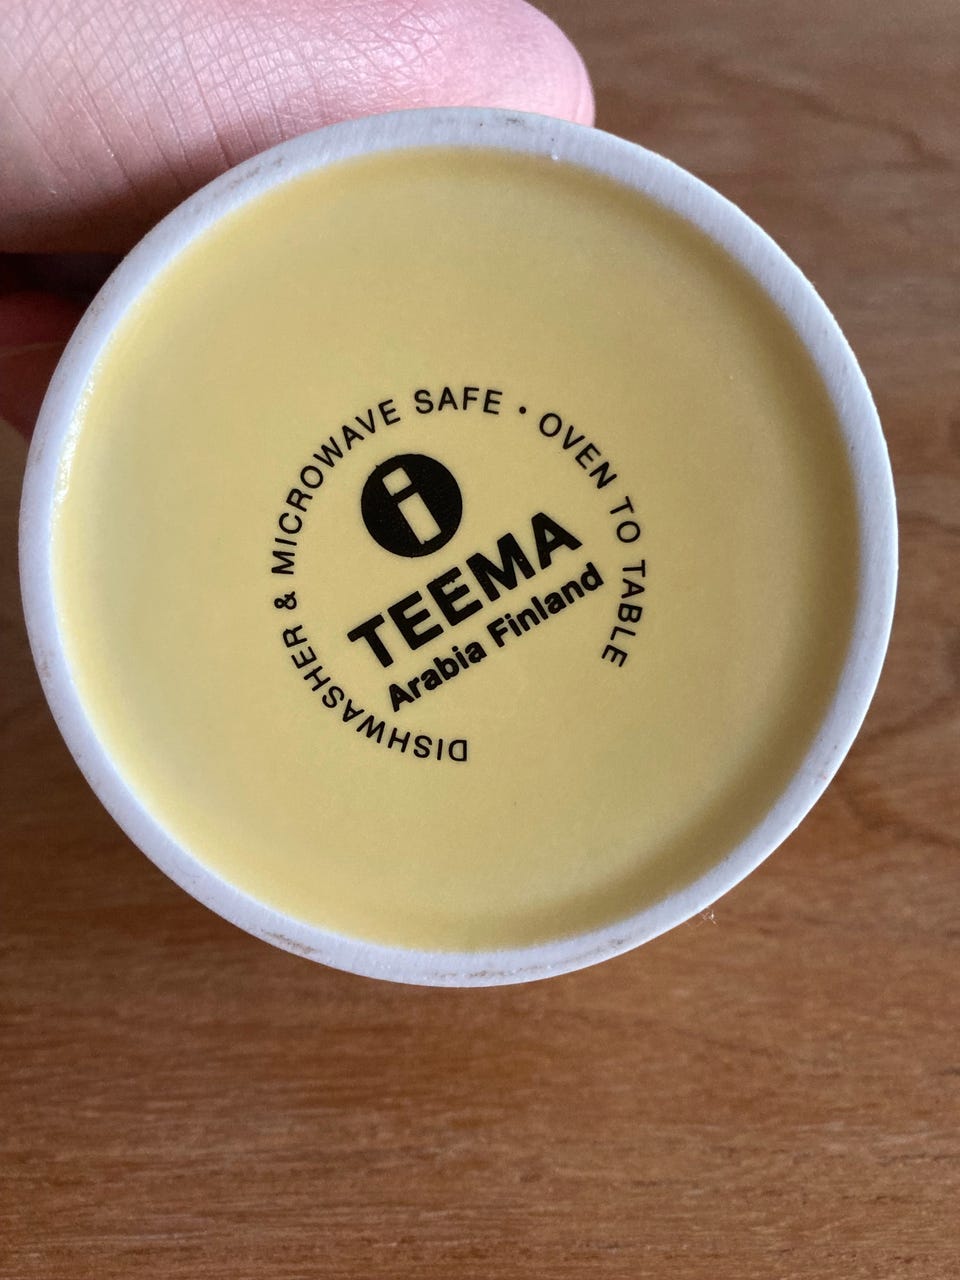 DISHWASHER & MICROWAVE SAFE • OVEN TO TABLE
i
TEEMA
Arabia Finland